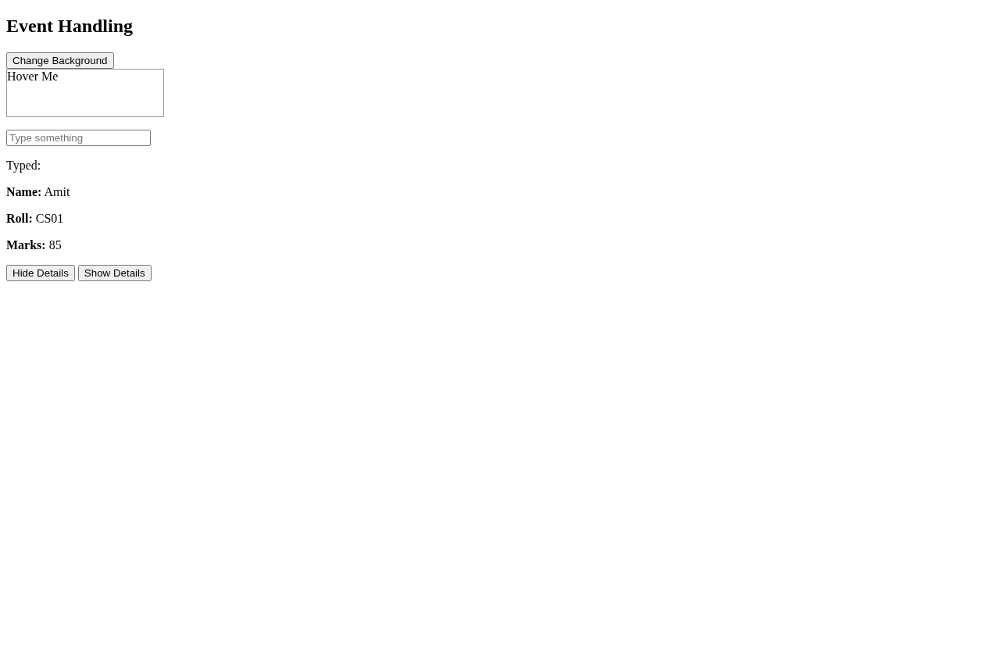 Event Handling
Change Background
Hover Me
Type something
Typed:
Name: Amit
Roll: CS01
Marks: 85
Hide Details Show Details